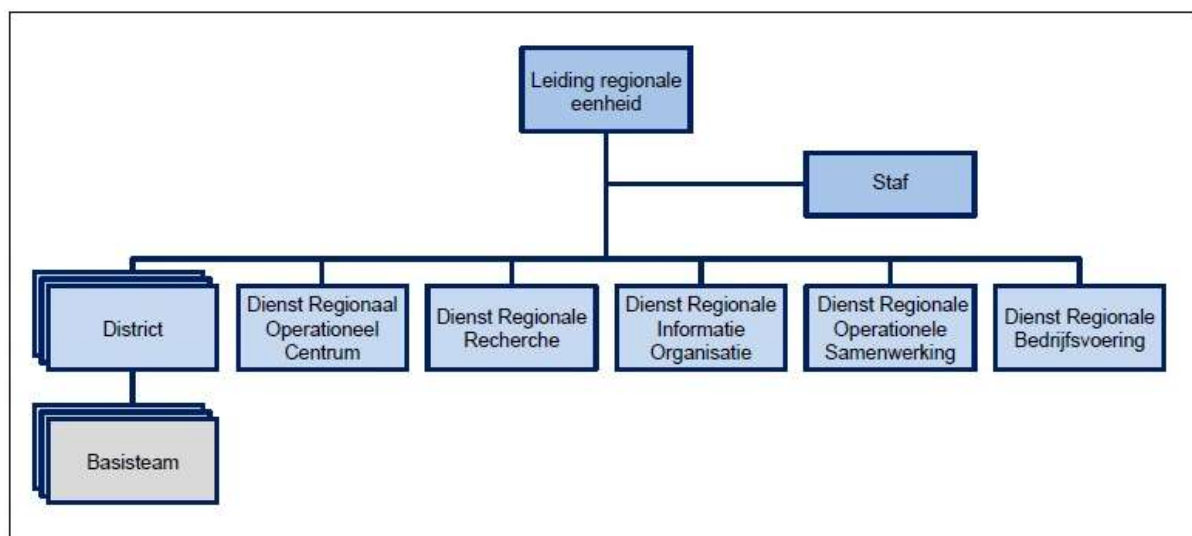 Leiding regionale
eenheid
Staf
District
Dienst Regionaal
Operationeel
Centrum
Dienst Regionale
Recherche
Dienst Regionale
Informatie
Organisatie
Dienst Regionale
Operationele
Samenwerking
Dienst Regionale
Bedrijfsvoering
Basisteam